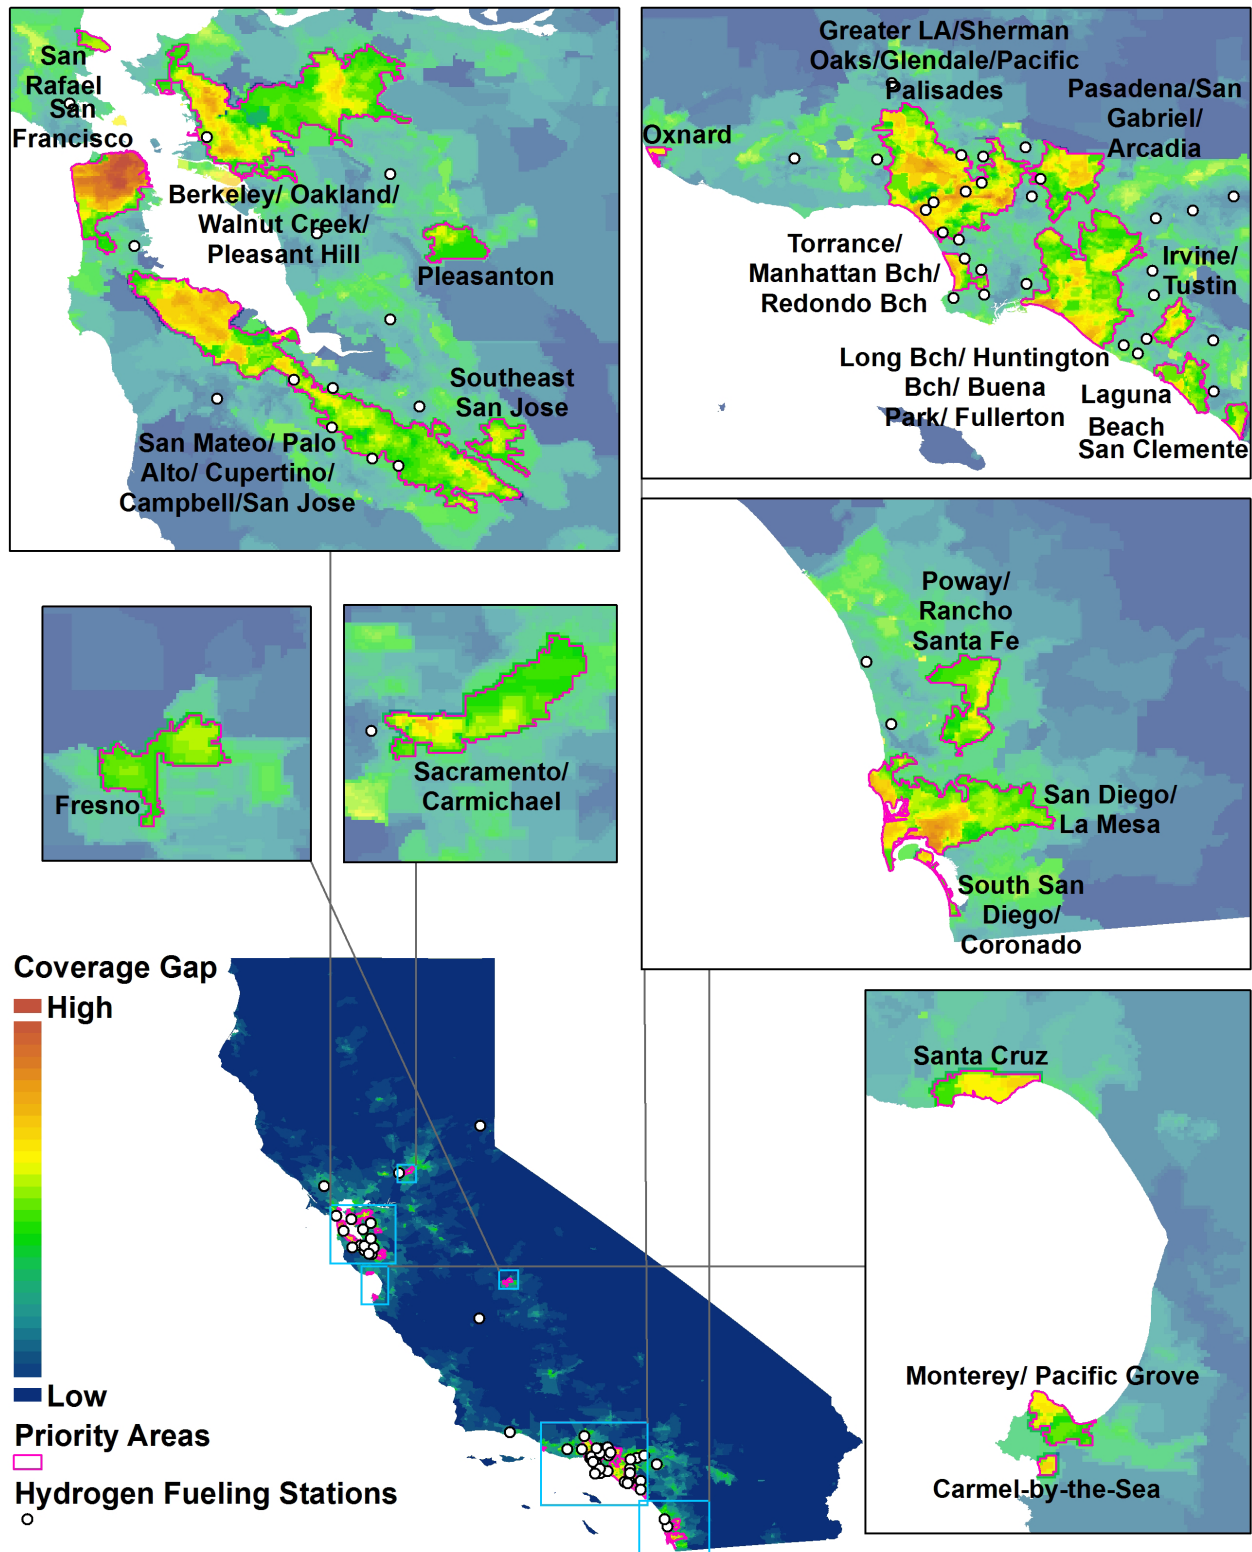 San
Rafael
San
Francisco
Berkeley/ Oakland/
Walnut Creek/
Pleasant Hill
Pleasanton
Southeast
San Jose
San Mateo/ Palo
Alto/ Cupertino/
Campbell/San Jose
Greater LA/Sherman
Oaks/Glendale/Pacific
Palisades
Pasadena/San
Gabriel/
Arcadia
Oxnard
Torrance/
Manhattan Bch/
Redondo Bch
Irvine/
Tustin
Long Bch/ Huntington
Bch/ Buena
Park/ Fullerton
Laguna
Beach
San Clemente
Poway/
Rancho
Santa Fe
San Diego/
La Mesa
South San
Diego/
Coronado
Fresno
Sacramento/
Carmichael
Coverage Gap
High
Low
Priority Areas
Hydrogen Fueling Stations
Santa Cruz
Monterey/ Pacific Grove
Carmel-by-the-Sea